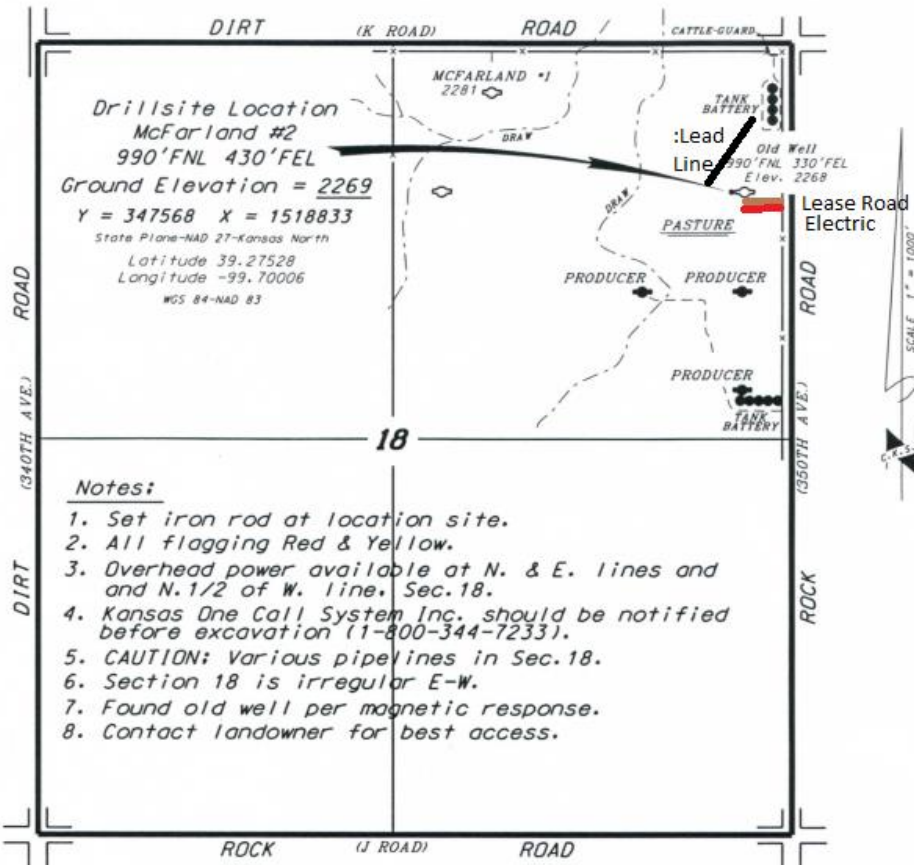 DIRT (K ROAD) ROAD
CATTLE-GUARD
MCFARLAND #1
2281
TANK
BATTERY
Drillsite Location
McFarland #2
990'FNL 430'FEL
Ground Elevation = 2269
Y = 347568 X = 1518833
State Plane-NAD 27-Kansas North
Latitude 39.27528
Longitude -99.70006
WGS 84-NAD 83
DRAW
:Lead
Line
Old Well
990'FNL 330'FEL
Elev. 2268
Lease Road
Electric
DRAW
PASTURE
PRODUCER PRODUCER
PRODUCER
TANK
BATTERY
ROAD
(340TH AVE.)
DIRT
ROAD
(350TH AVE.)
ROCK
SCALE 1" = 1000'
C.K.S.
18
Notes:
1. Set iron rod at location site.
2. All flagging Red & Yellow.
3. Overhead power available at N. & E. lines and
and N.1/2 of W. line, Sec.18.
4. Kansas One Call System Inc. should be notified
before excavation (1-800-344-7233).
5. CAUTION: Various pipelines in Sec.18.
6. Section 18 is irregular E-W.
7. Found old well per magnetic response.
8. Contact landowner for best access.
ROCK (J ROAD) ROAD